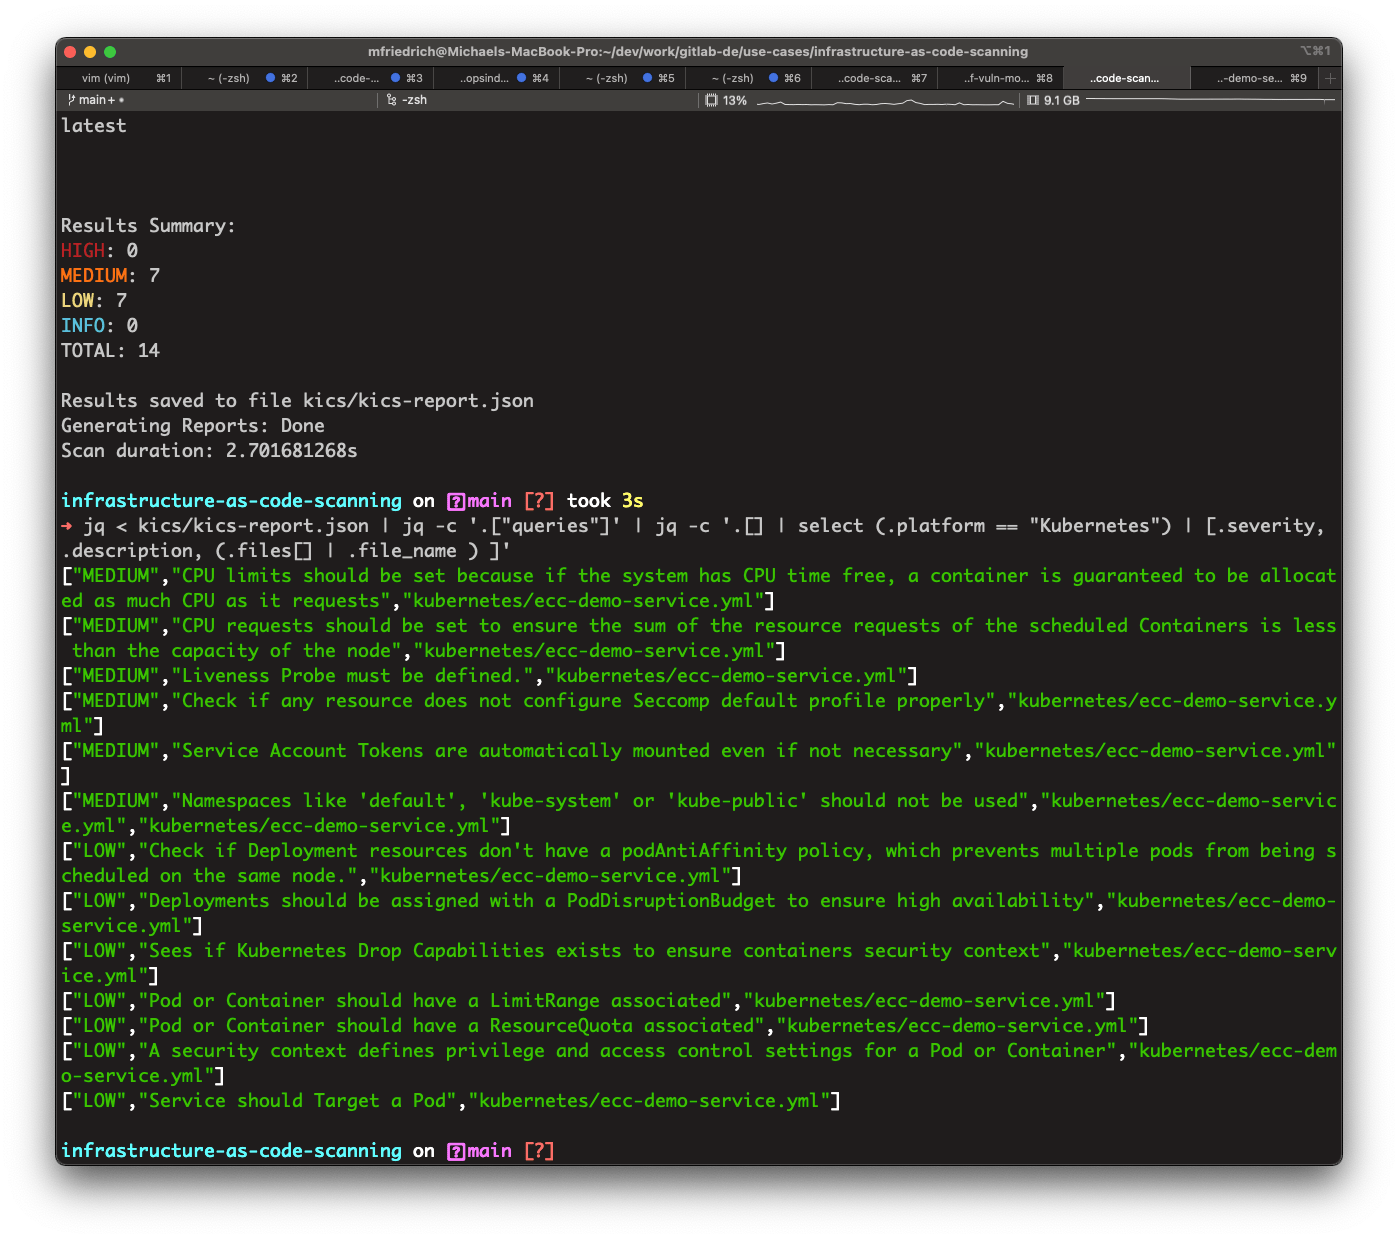 mfriedrich@Michaels-MacBook-Pro:~/dev/work/gitlab-de/use-cases/infrastructure-as-code-scanning ⌥⌘1
vim (vim) ⌘1 ~ (-zsh) ⌘2 ..code-... ⌘3 ..opsind... ⌘4 ~ (-zsh) ⌘5 ~ (-zsh) ⌘6 ..code-sca... ⌘7 ..f-vuln-mo... ⌘8 ..code-scan... ..-demo-se... ⌘9 +
main+• -zsh 13% 9.1 GB
latest
Results Summary:
HIGH: 0
MEDIUM: 7
LOW: 7
INFO: 0
TOTAL: 14
Results saved to file kics/kics-report.json
Generating Reports: Done
Scan duration: 2.701681268s
infrastructure-as-code-scanning on ?main [?] took 3s
→ jq < kics/kics-report.json | jq -c '.["queries"]' | jq -c '.[] | select (.platform == "Kubernetes") | [.severity,
.description, (.files[] | .file_name ) ]'
["MEDIUM","CPU limits should be set because if the system has CPU time free, a container is guaranteed to be allocat
ed as much CPU as it requests","kubernetes/ecc-demo-service.yml"]
["MEDIUM","CPU requests should be set to ensure the sum of the resource requests of the scheduled Containers is less
than the capacity of the node","kubernetes/ecc-demo-service.yml"]
["MEDIUM","Liveness Probe must be defined.","kubernetes/ecc-demo-service.yml"]
["MEDIUM","Check if any resource does not configure Seccomp default profile properly","kubernetes/ecc-demo-service.y
ml"]
["MEDIUM","Service Account Tokens are automatically mounted even if not necessary","kubernetes/ecc-demo-service.yml"
]
["MEDIUM","Namespaces like 'default', 'kube-system' or 'kube-public' should not be used","kubernetes/ecc-demo-servic
e.yml","kubernetes/ecc-demo-service.yml"]
["LOW","Check if Deployment resources don't have a podAntiAffinity policy, which prevents multiple pods from being s
cheduled on the same node.","kubernetes/ecc-demo-service.yml"]
["LOW","Deployments should be assigned with a PodDisruptionBudget to ensure high availability","kubernetes/ecc-demo-
service.yml"]
["LOW","Sees if Kubernetes Drop Capabilities exists to ensure containers security context","kubernetes/ecc-demo-serv
ice.yml"]
["LOW","Pod or Container should have a LimitRange associated","kubernetes/ecc-demo-service.yml"]
["LOW","Pod or Container should have a ResourceQuota associated","kubernetes/ecc-demo-service.yml"]
["LOW","A security context defines privilege and access control settings for a Pod or Container","kubernetes/ecc-dem
o-service.yml"]
["LOW","Service should Target a Pod","kubernetes/ecc-demo-service.yml"]
infrastructure-as-code-scanning on ?main [?]